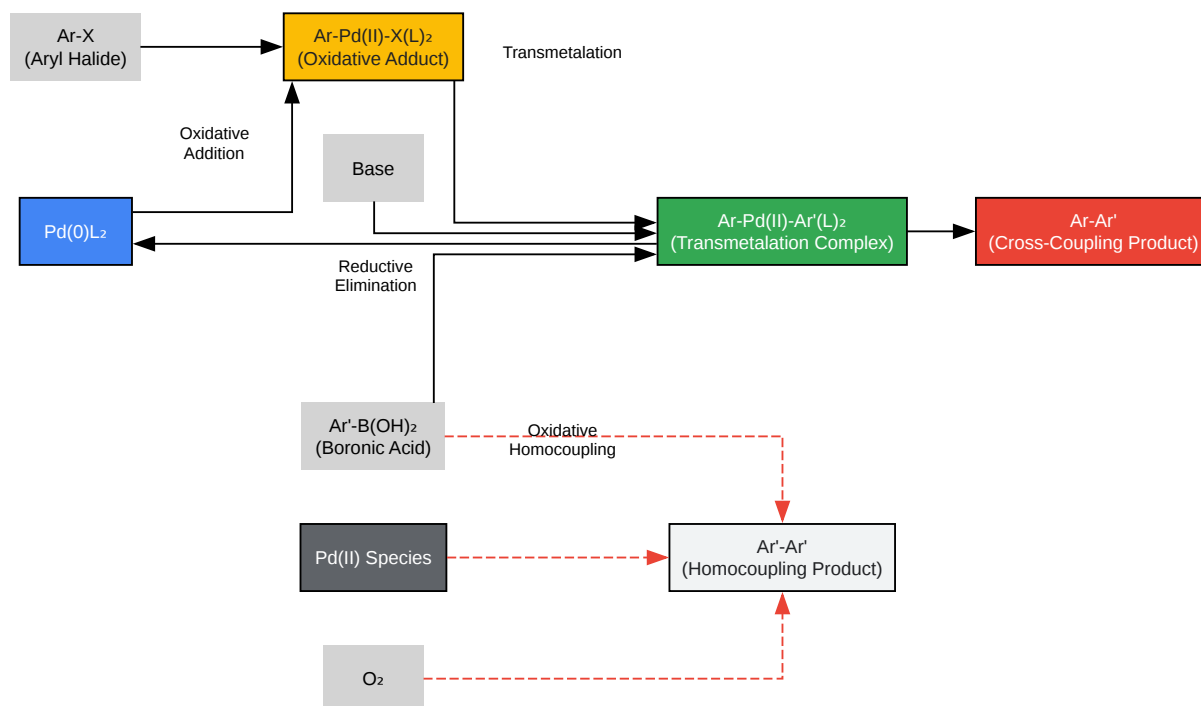 Ar-X
(Aryl Halide)
Ar-Pd(II)-X(L)₂
(Oxidative Adduct)
Transmetalation
Oxidative
Addition
Base
Pd(0)L₂
Ar-Pd(II)-Ar'(L)₂
(Transmetalation Complex)
Ar-Ar'
(Cross-Coupling Product)
Reductive
Elimination
Ar'-B(OH)₂
(Boronic Acid)
Oxidative
Homocoupling
Pd(II) Species
Ar'-Ar'
(Homocoupling Product)
O₂